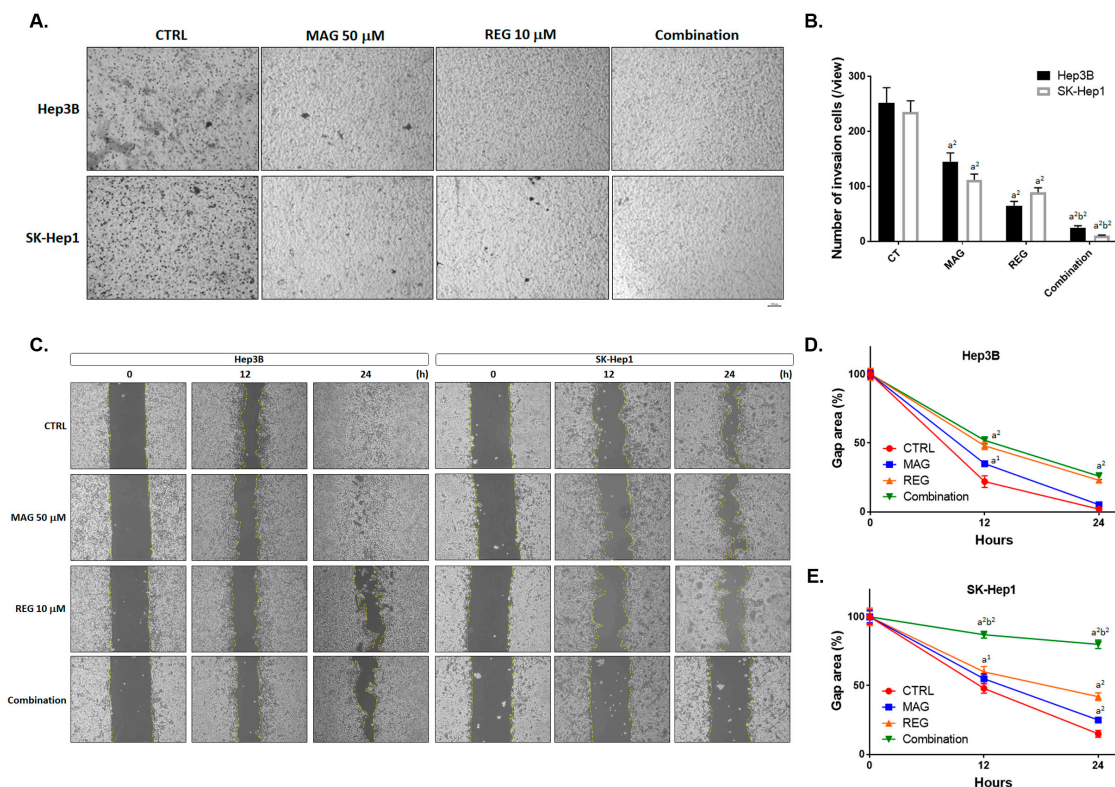 A.
CTRL MAG 50 μM REG 10 μM Combination
Hep3B
SK-Hep1
B.
Number of invsaion cells (/view)
300
200
100
0
Hep3B
SK-Hep1
a² a²
a² a²
a²b² a²b²
CT MAG REG Combination
C.
Hep3B SK-Hep1
0 12 24 (h) 0 12 24 (h)
CTRL
MAG 50 μM
REG 10 μM
Combination
D.
Hep3B
Gap area (%)
100
50
0
a²
a¹
a²
CTRL
MAG
REG
Combination
0 12 24
Hours
E.
SK-Hep1
Gap area (%)
100
50
0
a²b²
a²b²
a¹
a²
a²
CTRL
MAG
REG
Combination
0 12 24
Hours